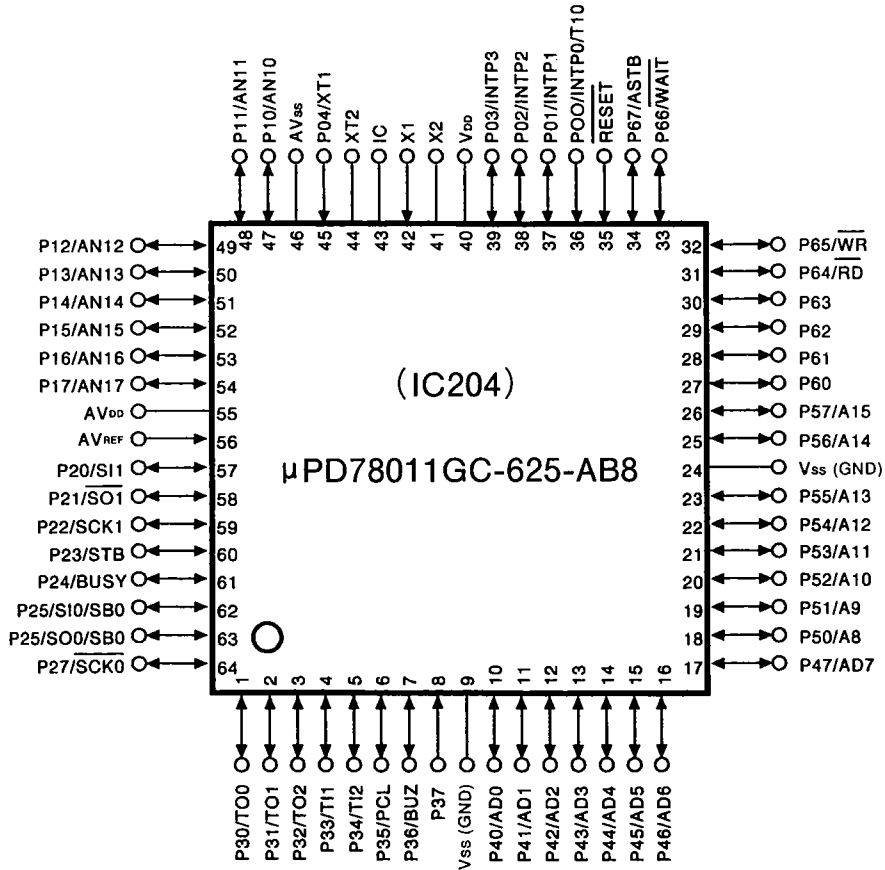 P11/AN11
P10/AN10
AVss
P04/XT1
XT2
IC
X1
X2
VDD
P03/INTP3
P02/INTP2
P01/INTP1
POO/INTP0/T10
RESET
P67/ASTB
P66/WAIT
48 47 46 45 44 43 42 41 40 39 38 37 36 35 34 33
P12/AN12 49
P13/AN13 50
P14/AN14 51
P15/AN15 52
P16/AN16 53
P17/AN17 54
AVDD 55
AVREF 56
P20/SI1 57
P21/SO1 58
P22/SCK1 59
P23/STB 60
P24/BUSY 61
P25/SI0/SB0 62
P25/SO0/SB0 63
P27/SCK0 64
(IC204)
μPD78011GC-625-AB8
32 P65/WR
31 P64/RD
30 P63
29 P62
28 P61
27 P60
26 P57/A15
25 P56/A14
24 Vss (GND)
23 P55/A13
22 P54/A12
21 P53/A11
20 P52/A10
19 P51/A9
18 P50/A8
17 P47/AD7
1 2 3 4 5 6 7 8 9 10 11 12 13 14 15 16
P30/TO0
P31/TO1
P32/TO2
P33/TI1
P34/TI2
P35/PCL
P36/BUZ
P37
Vss (GND)
P40/AD0
P41/AD1
P42/AD2
P43/AD3
P44/AD4
P45/AD5
P46/AD6